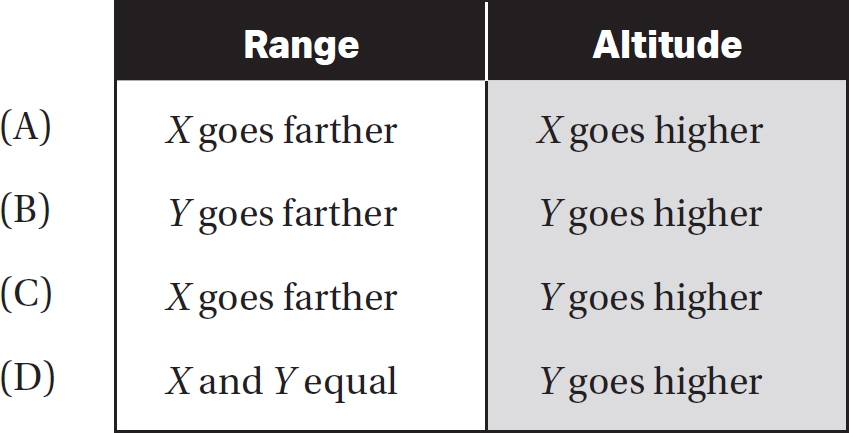 Range Altitude
(A) X goes farther X goes higher
(B) Y goes farther Y goes higher
(C) X goes farther Y goes higher
(D) X and Y equal Y goes higher